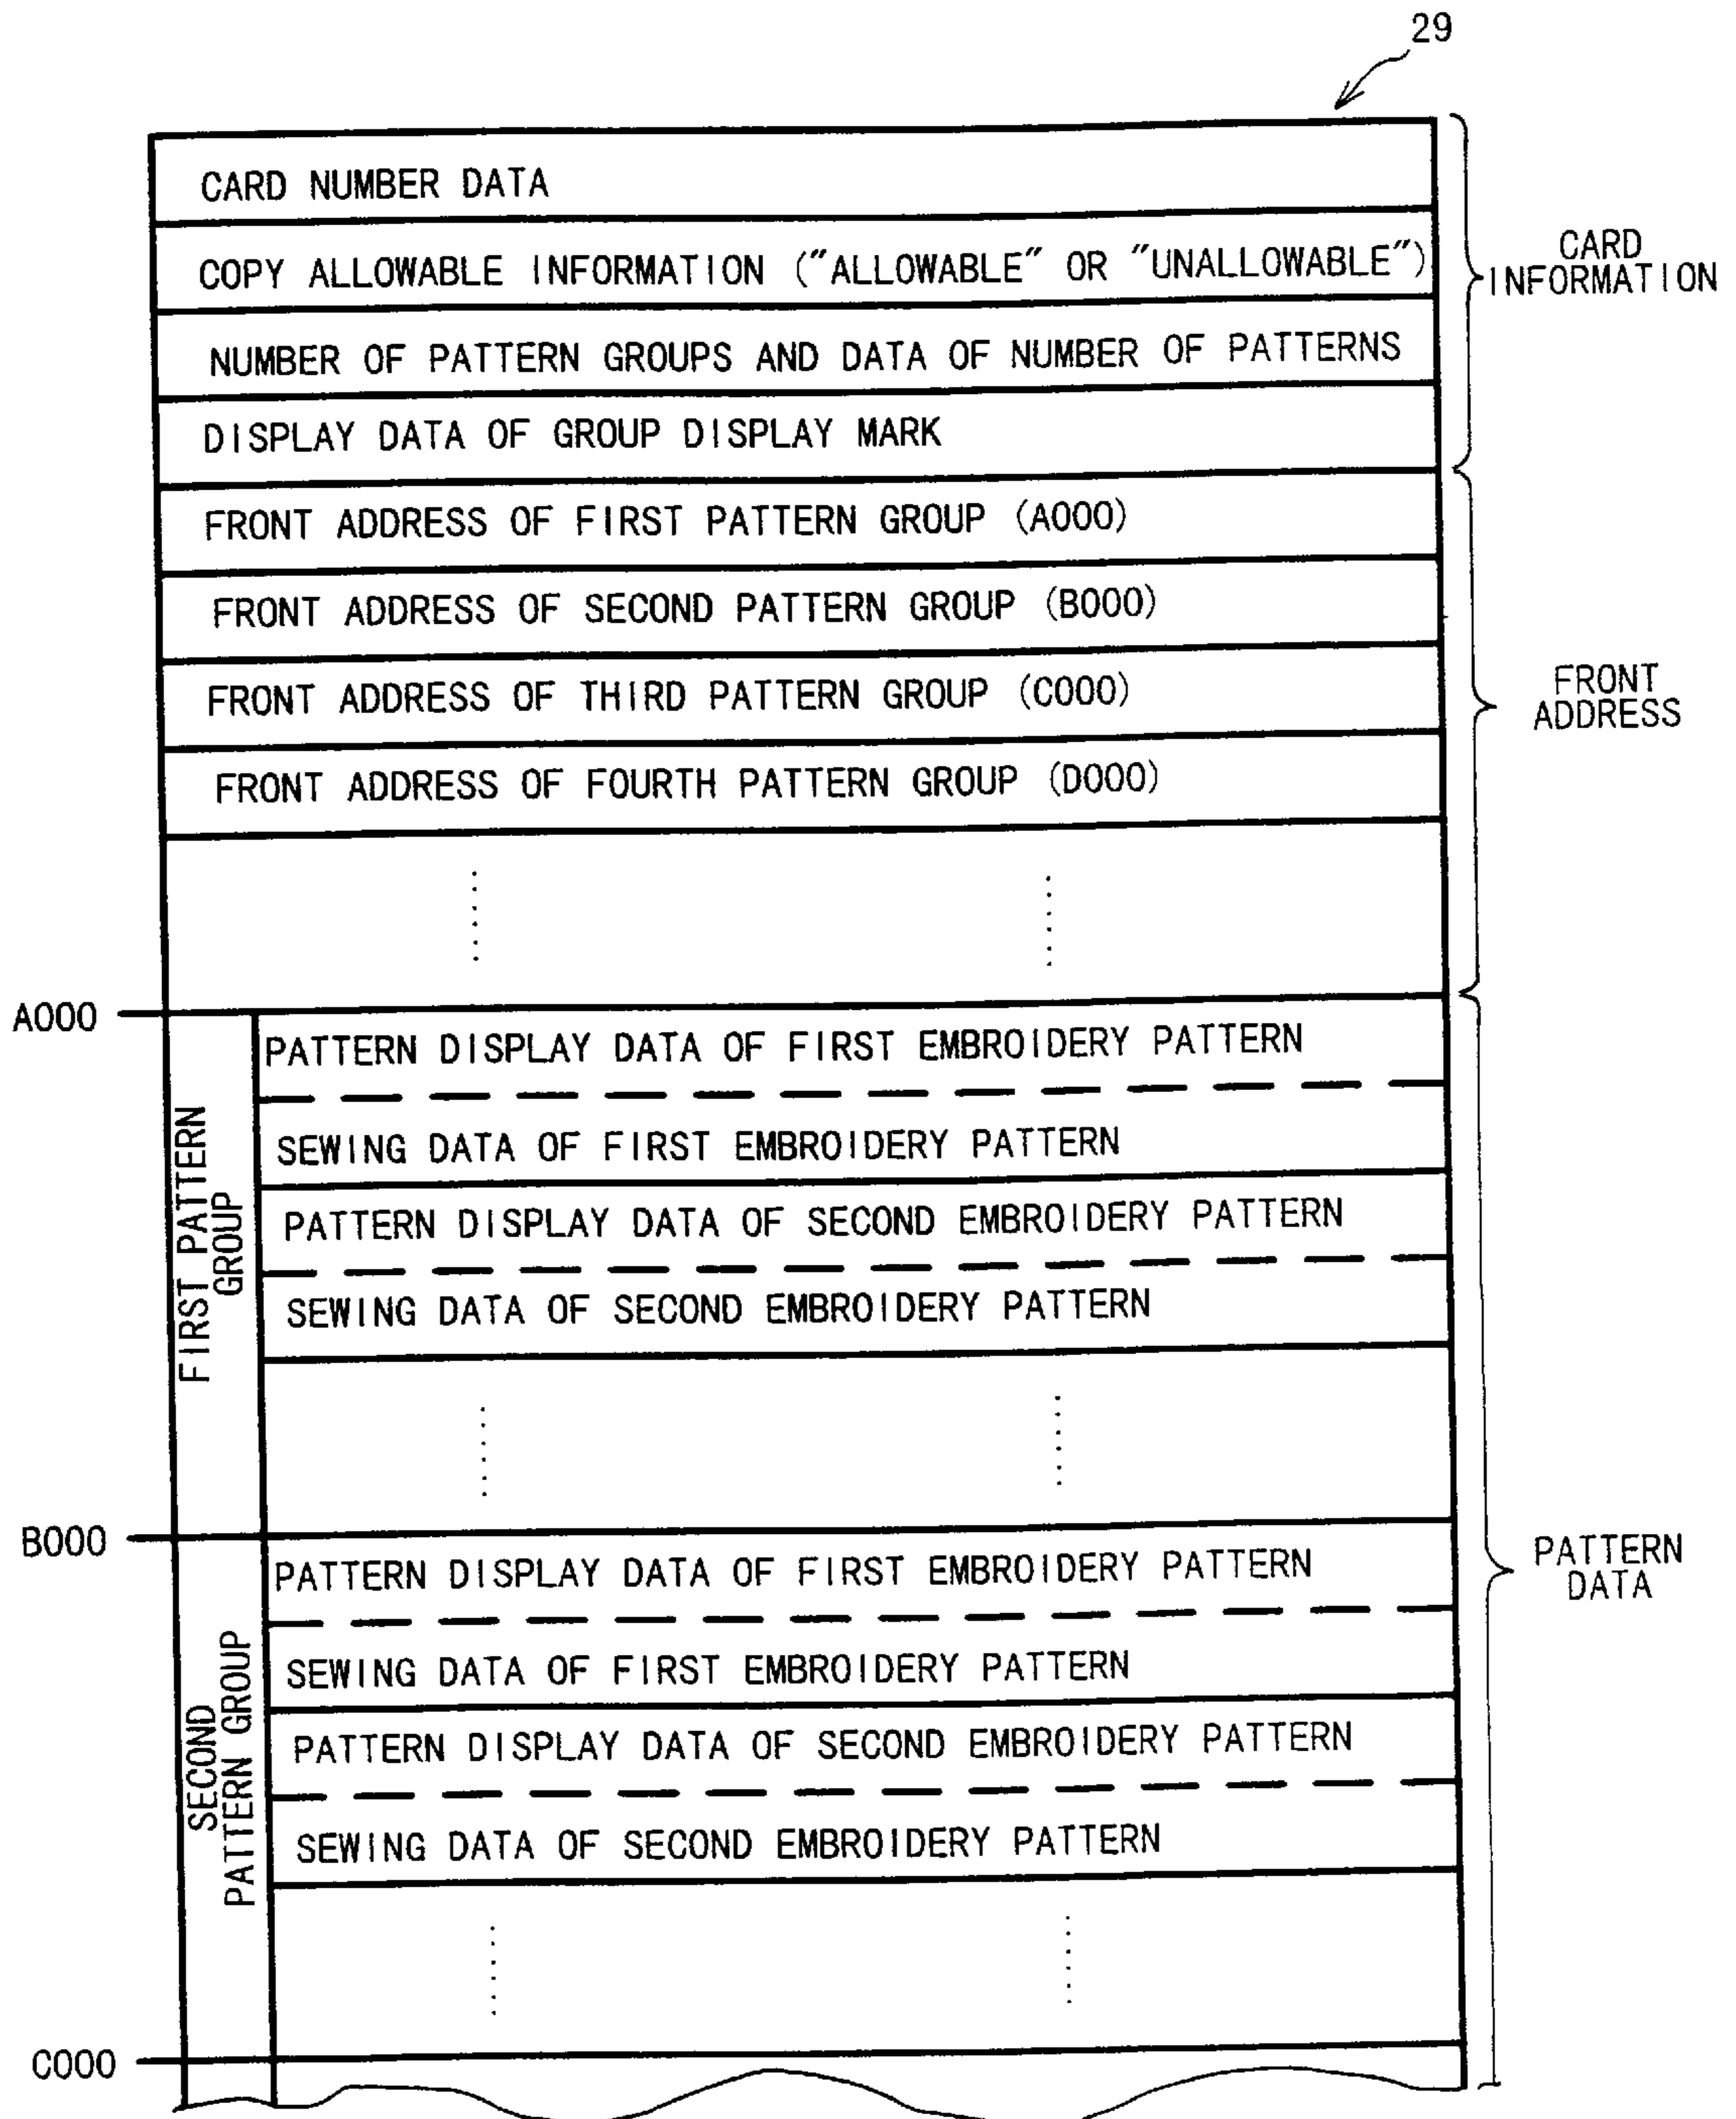 29
CARD NUMBER DATA
COPY ALLOWABLE INFORMATION ("ALLOWABLE" OR "UNALLOWABLE")
NUMBER OF PATTERN GROUPS AND DATA OF NUMBER OF PATTERNS
DISPLAY DATA OF GROUP DISPLAY MARK
CARD
INFORMATION
FRONT ADDRESS OF FIRST PATTERN GROUP (A000)
FRONT ADDRESS OF SECOND PATTERN GROUP (B000)
FRONT ADDRESS OF THIRD PATTERN GROUP (C000)
FRONT ADDRESS OF FOURTH PATTERN GROUP (D000)
FRONT
ADDRESS
A000
FIRST PATTERN
GROUP
PATTERN DISPLAY DATA OF FIRST EMBROIDERY PATTERN
SEWING DATA OF FIRST EMBROIDERY PATTERN
PATTERN DISPLAY DATA OF SECOND EMBROIDERY PATTERN
SEWING DATA OF SECOND EMBROIDERY PATTERN
B000
SECOND
PATTERN GROUP
PATTERN DISPLAY DATA OF FIRST EMBROIDERY PATTERN
SEWING DATA OF FIRST EMBROIDERY PATTERN
PATTERN DISPLAY DATA OF SECOND EMBROIDERY PATTERN
SEWING DATA OF SECOND EMBROIDERY PATTERN
PATTERN
DATA
C000